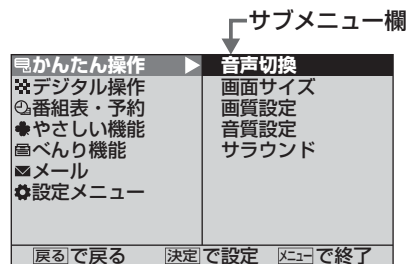 サブメニュー欄
かんたん操作
デジタル操作
番組表・予約
やさしい機能
べんり機能
メール
設定メニュー
音声切換
画面サイズ
画質設定
音質設定
サラウンド
戻るで戻る 決定で設定 メニューで終了